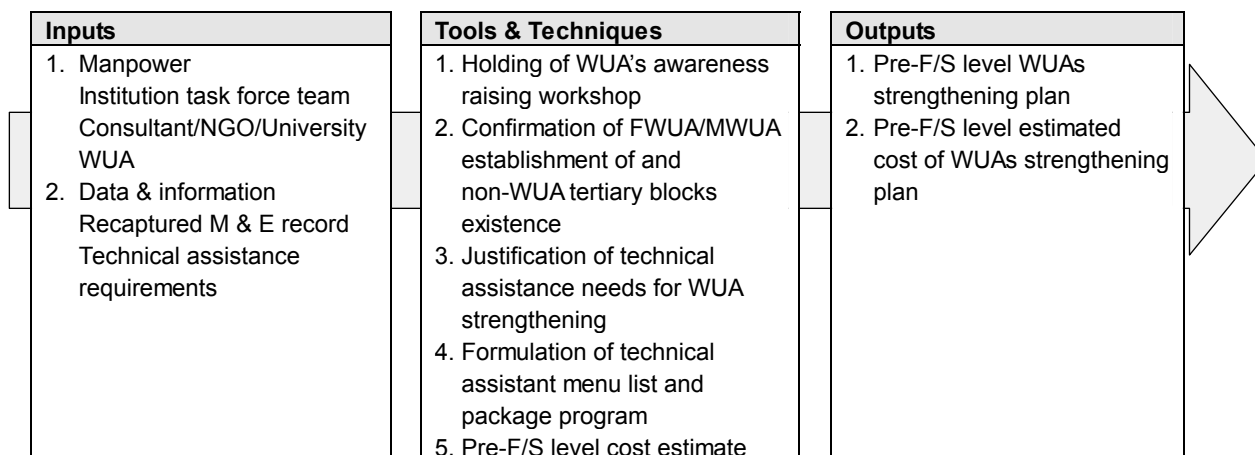 Inputs
1. Manpower
Institution task force team
Consultant/NGO/University
WUA
2. Data & information
Recaptured M & E record
Technical assistance
requirements
Tools & Techniques
1. Holding of WUA's awareness
raising workshop
2. Confirmation of FWUA/MWUA
establishment of and
non-WUA tertiary blocks
existence
3. Justification of technical
assistance needs for WUA
strengthening
4. Formulation of technical
assistant menu list and
package program
5. Pre-F/S level cost estimate
Outputs
1. Pre-F/S level WUAs
strengthening plan
2. Pre-F/S level estimated
cost of WUAs strengthening
plan